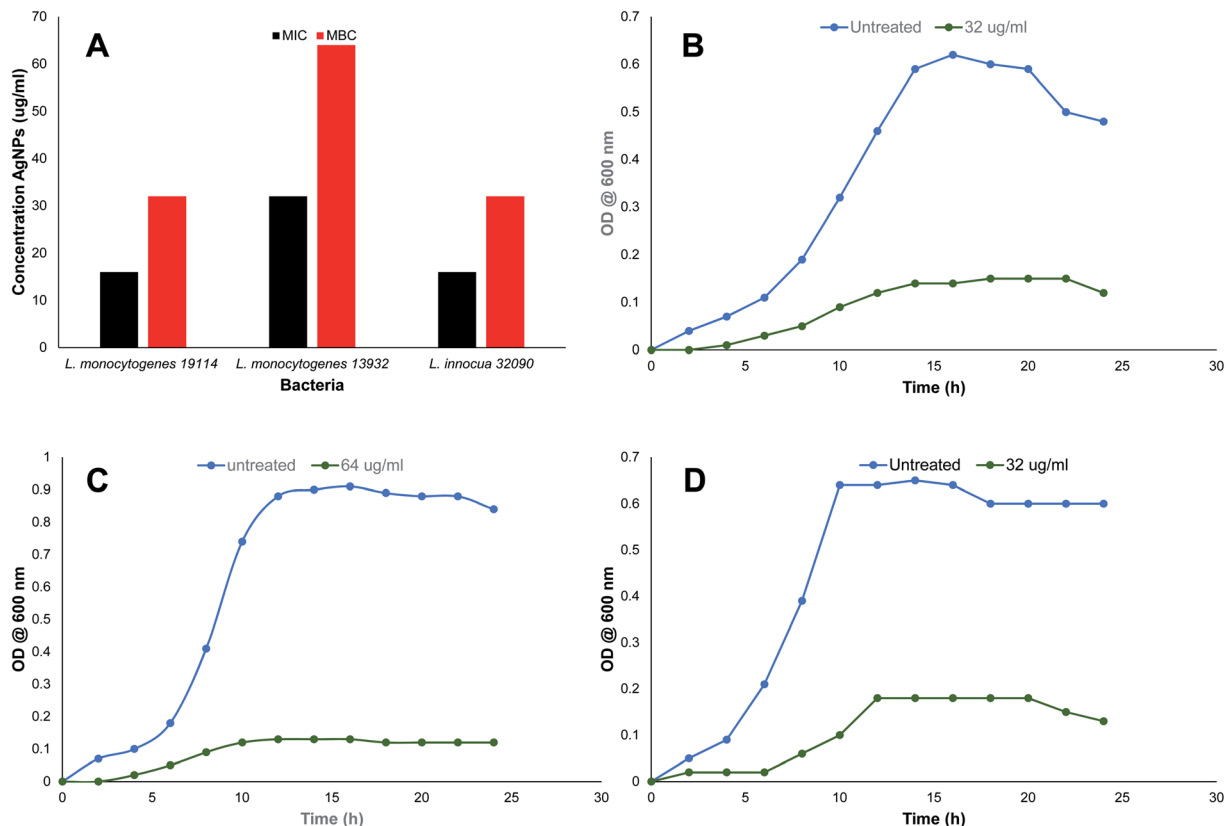 A
MIC MBC
70
60
50
40
30
20
10
0
Concentration AgNPs (ug/ml)
L. monocytogenes 19114 L. monocytogenes 13932 L. innocua 32090
Bacteria
B
Untreated 32 ug/ml
0.7
0.6
0.5
0.4
0.3
0.2
0.1
0
OD @ 600 nm
0 5 10 15 20 25 30
Time (h)
C
untreated 64 ug/ml
1
0.9
0.8
0.7
0.6
0.5
0.4
0.3
0.2
0.1
0
OD @ 600 nm
0 5 10 15 20 25 30
Time (h)
D
Untreated 32 ug/ml
0.7
0.6
0.5
0.4
0.3
0.2
0.1
0
OD @ 600 nm
0 5 10 15 20 25 30
Time (h)